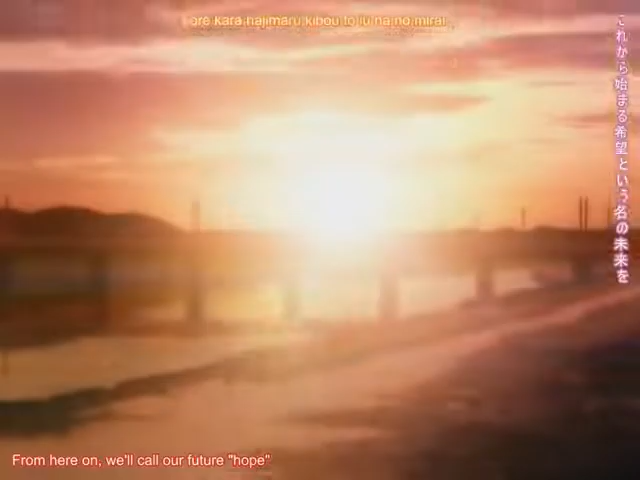 ore kara hajimaru kibou to iu na no mirai
これから始まる希望という名の未来を
From here on, we'll call our future "hope"